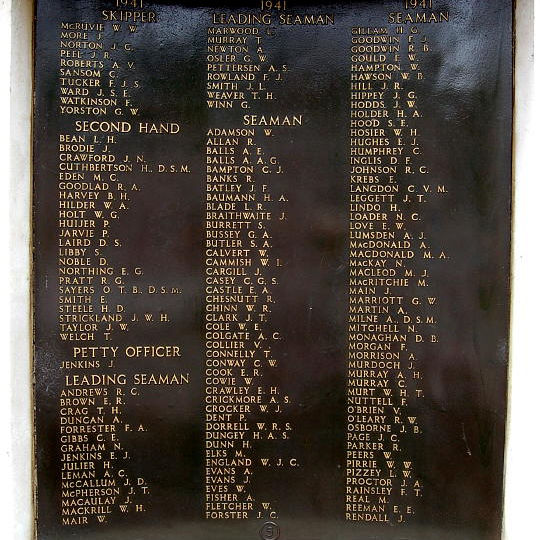 1941
SKIPPER
McRUVIE W. W.
MORE J.
NORTON J. G.
PEEL J. R.
ROBERTS A. V.
SANSOM C.
TUCKER F. J. S.
WARD J. S. E.
WATKINSON F.
YORSTON G. W.
SECOND HAND
BEAN L. H.
BRODIE J.
CRAWFORD J. N.
CUTHBERTSON H., D.S.M.
EDEN M. C.
GOODLAD R. A.
HARVEY B. H.
HILDER W. A.
HOLT W. G.
HUIJER P.
JARVIE P.
LAIRD D. S.
LIBBY S.
NOBLE D.
NORTHING E. G.
PRATT R. G.
SAYERS O. T. B., D.S.M.
SMITH E.
STEELE H. D.
STRICKLAND J. W. H.
TAYLOR J. W.
WELCH T.
PETTY OFFICER
JENKINS J.
LEADING SEAMAN
ANDREWS R. C.
BROWN E. R.
CRAG T. H.
DUNCAN A.
FORRESTER F. A.
GIBBS C. E.
GRAHAM N.
JENKINS E. J.
JULIER H.
LEMAN A. C.
McCALLUM J. D.
McPHERSON J. T.
MACAULAY J.
MACKRILL W. H.
MAIR W.
1941
LEADING SEAMAN
MARWOOD L.
MURRAY T.
NEWTON A.
OSLER G. W.
PETTERSEN A. S.
ROWLAND F. J.
SMITH J. L.
WEAVER T. H.
WINN G.
SEAMAN
ADAMSON W.
ALLAN R.
BALLS A. E.
BALLS A. A. G.
BAMPTON C. J.
BANKS R.
BATLEY J. F.
BAUMANN H. A.
BLADE L. R.
BRAITHWAITE J.
BURRETT S.
BUSSEY G. A.
BUTLER S. A.
CALVERT W.
CAMMISH W. I.
CARGILL J.
CASEY C. G. S.
CASTLE E. A.
CHESNUTT R.
CHINN W. R.
CLARK J. T.
COLE W. E.
COLGATE A. C.
COLLIER V.
CONNELLY T.
CONWAY C. W.
COOK E. R.
COWIE W.
CRAWLEY E. H.
CRICKMORE A. S.
CROCKER W. J.
DENT P.
DORRELL W. R. S.
DUNGEY H. A. S.
DUNN H.
ELKS M.
ENGLAND W. J. C.
EVANS A.
EVANS J.
EVES W.
FISHER A.
FLETCHER W.
FORSTER J. C.
1941
SEAMAN
GILLAM H. G.
GOODWIN E. J.
GOODWIN R. B.
GOULD E. W.
HAMPTON W.
HAWSON W. B.
HILL J. R.
HIPPEY J. G.
HODDS J. W.
HOLDER H. A.
HOOD S. E.
HOSIER W. H.
HUGHES E. J.
HUMPHREY C.
INGLIS D. F.
JOHNSON R. C.
KREBS E.
LANGDON C. V. M.
LEGGETT J. T.
LINDO H.
LOADER N. C.
LOVE E. W.
LUMSDEN A. J.
MacDONALD A.
MacDONALD M. A.
MacKAY N.
MACLEOD M. J.
MacRITCHIE M.
MAIN J.
MARRIOTT G. W.
MARTIN A.
MILNE A., D.S.M.
MITCHELL N.
MONAGHAN D. B.
MORGAN F.
MORRISON A.
MURDOCH J.
MURRAY A. H.
MURRAY C.
MURT W. H. T.
NUTTELL F.
O'BRIEN V.
O'LEARY R. W.
OSBORNE J. B.
PAGE J. C.
PARKER R.
PEERS W.
PIRRIE W. W.
PIZZEY L. W.
PROCTOR J. A.
RAINSLEY F. T.
REAL M.
REEMAN E. E.
RENDALL J.
5